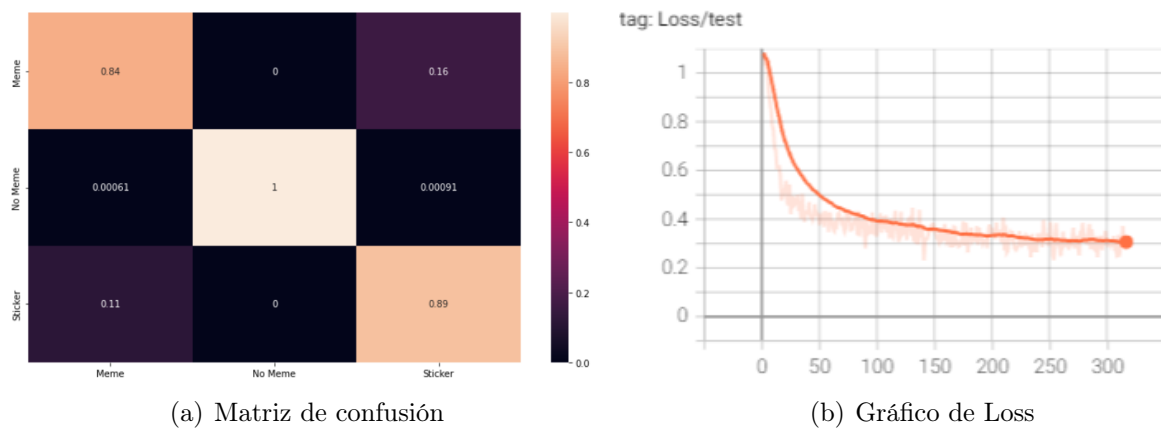 Meme
No Meme
Sticker
0.84
0
0.16
0.00061
1
0.00091
0.11
0
0.89
Meme
No Meme
Sticker
0.8
0.6
0.4
0.2
0.0
(a) Matriz de confusión
tag: Loss/test
1
0.8
0.6
0.4
0.2
0
0 50 100 150 200 250 300
(b) Gráfico de Loss